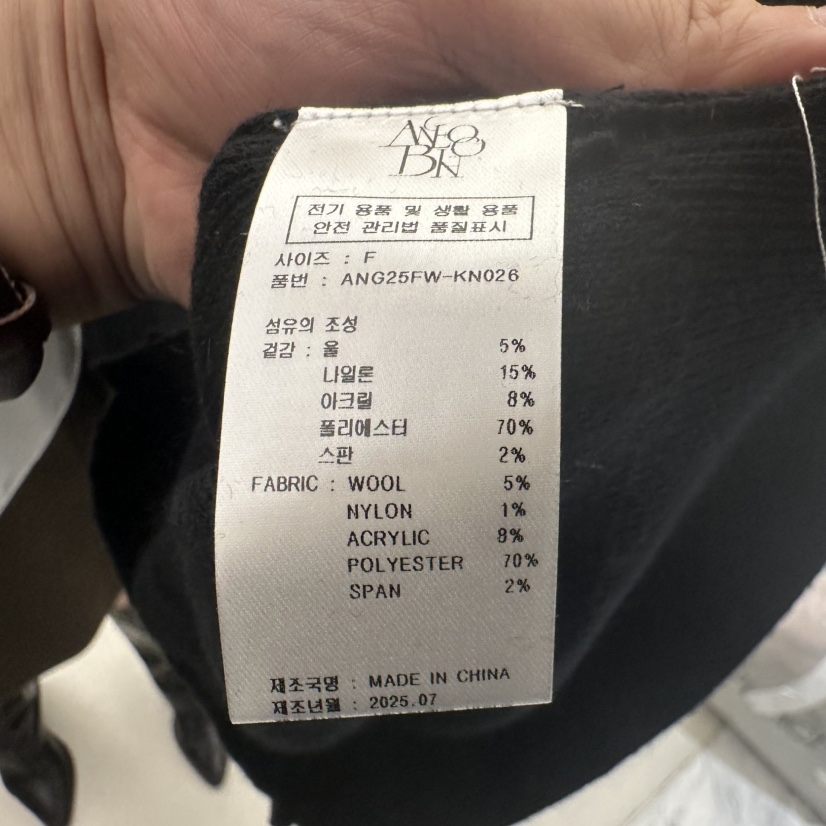 ANGO
BN
전기 용품 및 생활 용품
안전 관리법 품질표시
사이즈 : F
품번 : ANG25FW-KN026
섬유의 조성
겉감 : 울 5%
나일론 15%
아크릴 8%
폴리에스터 70%
스판 2%
FABRIC : WOOL 5%
NYLON 1%
ACRYLIC 8%
POLYESTER 70%
SPAN 2%
제조국명 : MADE IN CHINA
제조년월 : 2025.07